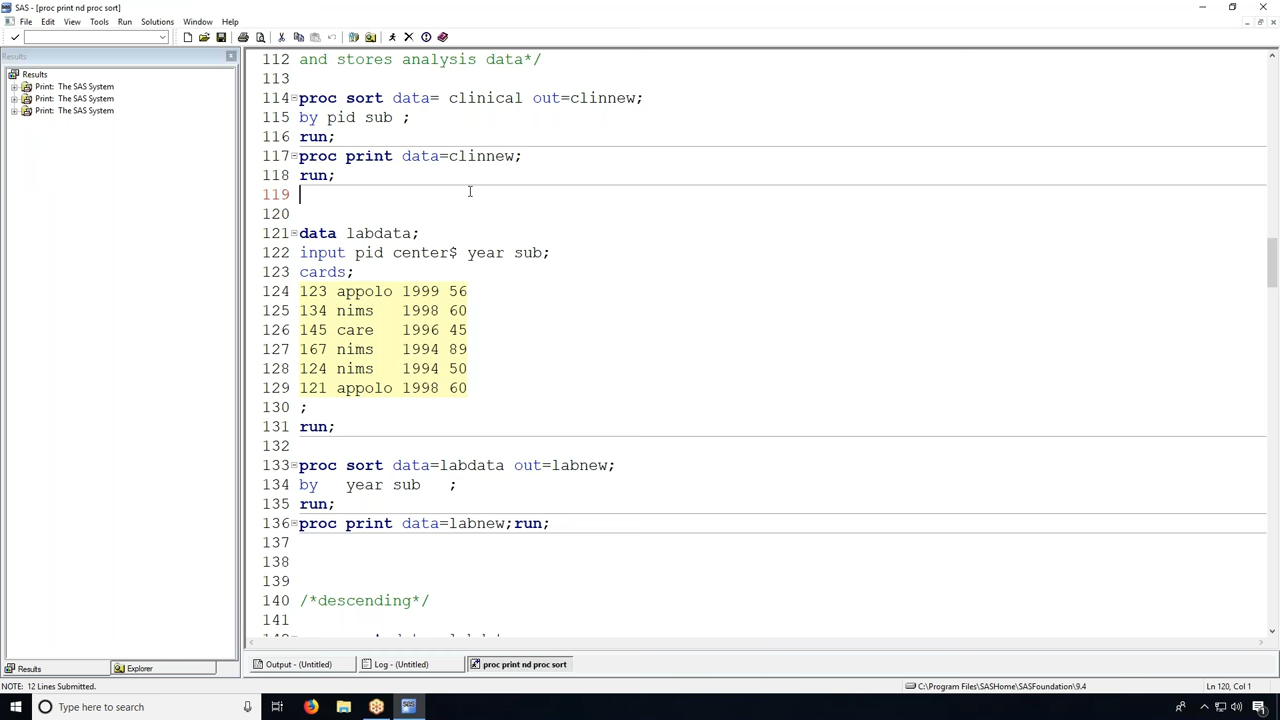 SAS - [proc print nd proc sort]
File Edit View Tools Run Solutions Window Help
Results
Results
Print: The SAS System
Print: The SAS System
Print: The SAS System
112 and stores analysis data*/
113
114 proc sort data= clinical out=clinnew;
115 by pid sub ;
116 run;
117 proc print data=clinnew;
118 run;
119
120
121 data labdata;
122 input pid center$ year sub;
123 cards;
124 123 appolo 1999 56
125 134 nims 1998 60
126 145 care 1996 45
127 167 nims 1994 89
128 124 nims 1994 50
129 121 appolo 1998 60
130 ;
131 run;
132
133 proc sort data=labdata out=labnew;
134 by year sub ;
135 run;
136 proc print data=labnew;run;
137
138
139
140 /*descending*/
141
Results Explorer Output - (Untitled) Log - (Untitled) proc print nd proc sort
NOTE: 12 Lines Submitted. C:\Program Files\SASHome\SASFoundation\9.4 Ln 120, Col 1
Type here to search